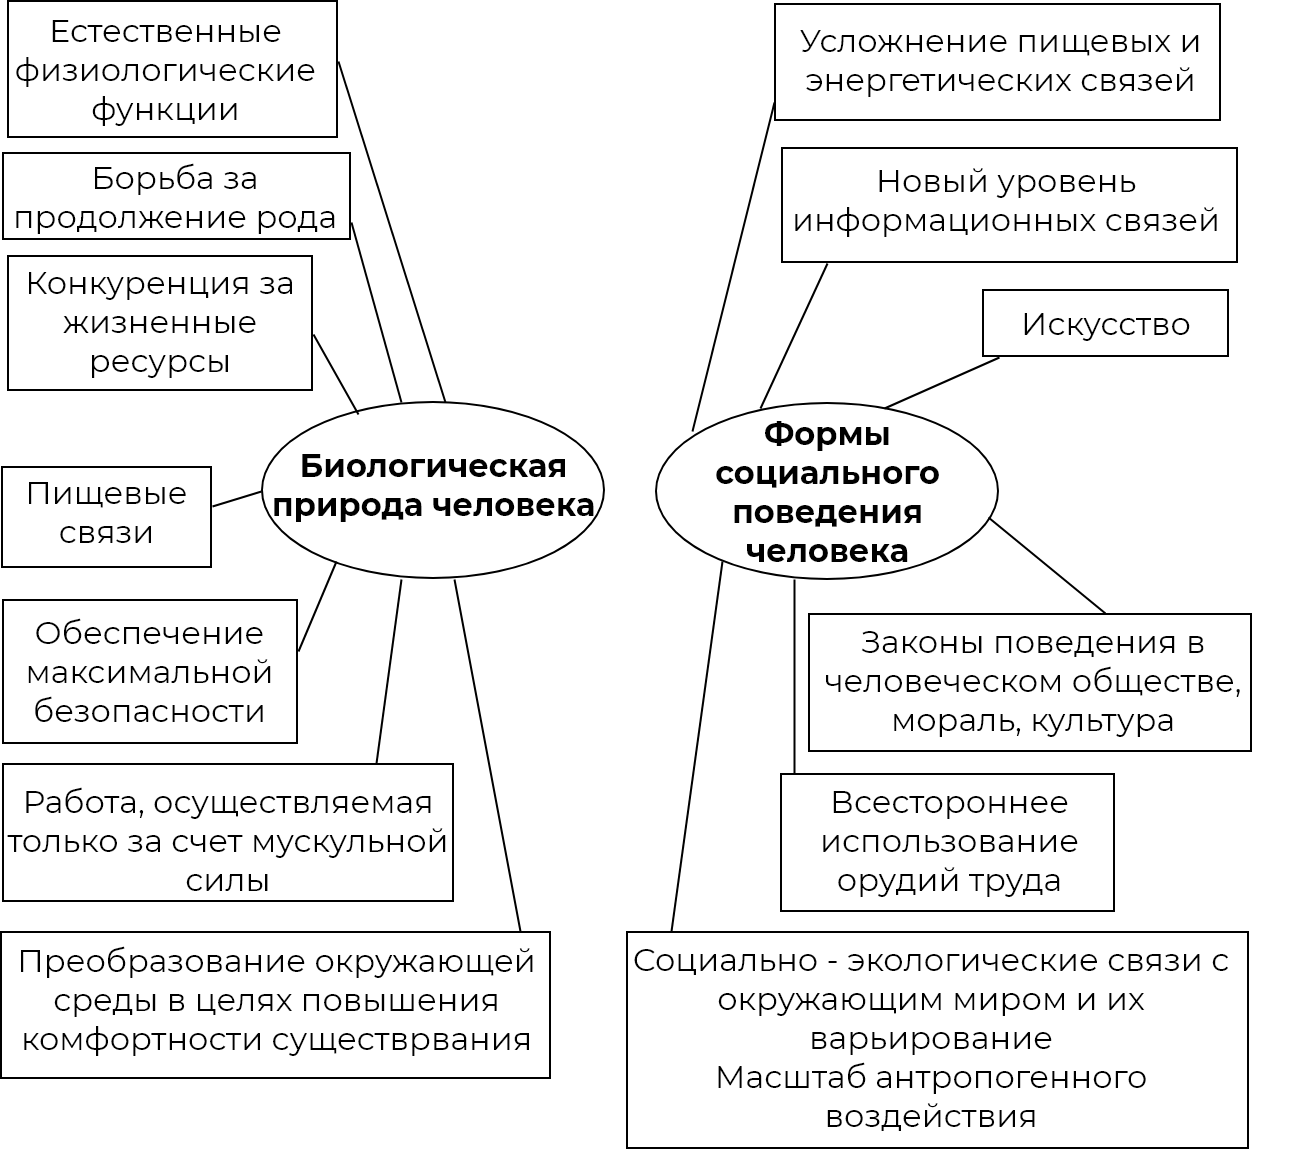 Естественные
физиологические
функции
Борьба за
продолжение рода
Конкуренция за
жизненные
ресурсы
Биологическая
природа человека
Пищевые
связи
Обеспечение
максимальной
безопасности
Работа, осуществляемая
только за счет мускульной
силы
Преобразование окружающей
среды в целях повышения
комфортности существрвания
Усложнение пищевых и
энергетических связей
Новый уровень
информационных связей
Искусство
Формы
социального
поведения
человека
Законы поведения в
человеческом обществе,
мораль, культура
Всестороннее
использование
орудий труда
Социально - экологические связи с
окружающим миром и их
варьирование
Масштаб антропогенного
воздействия